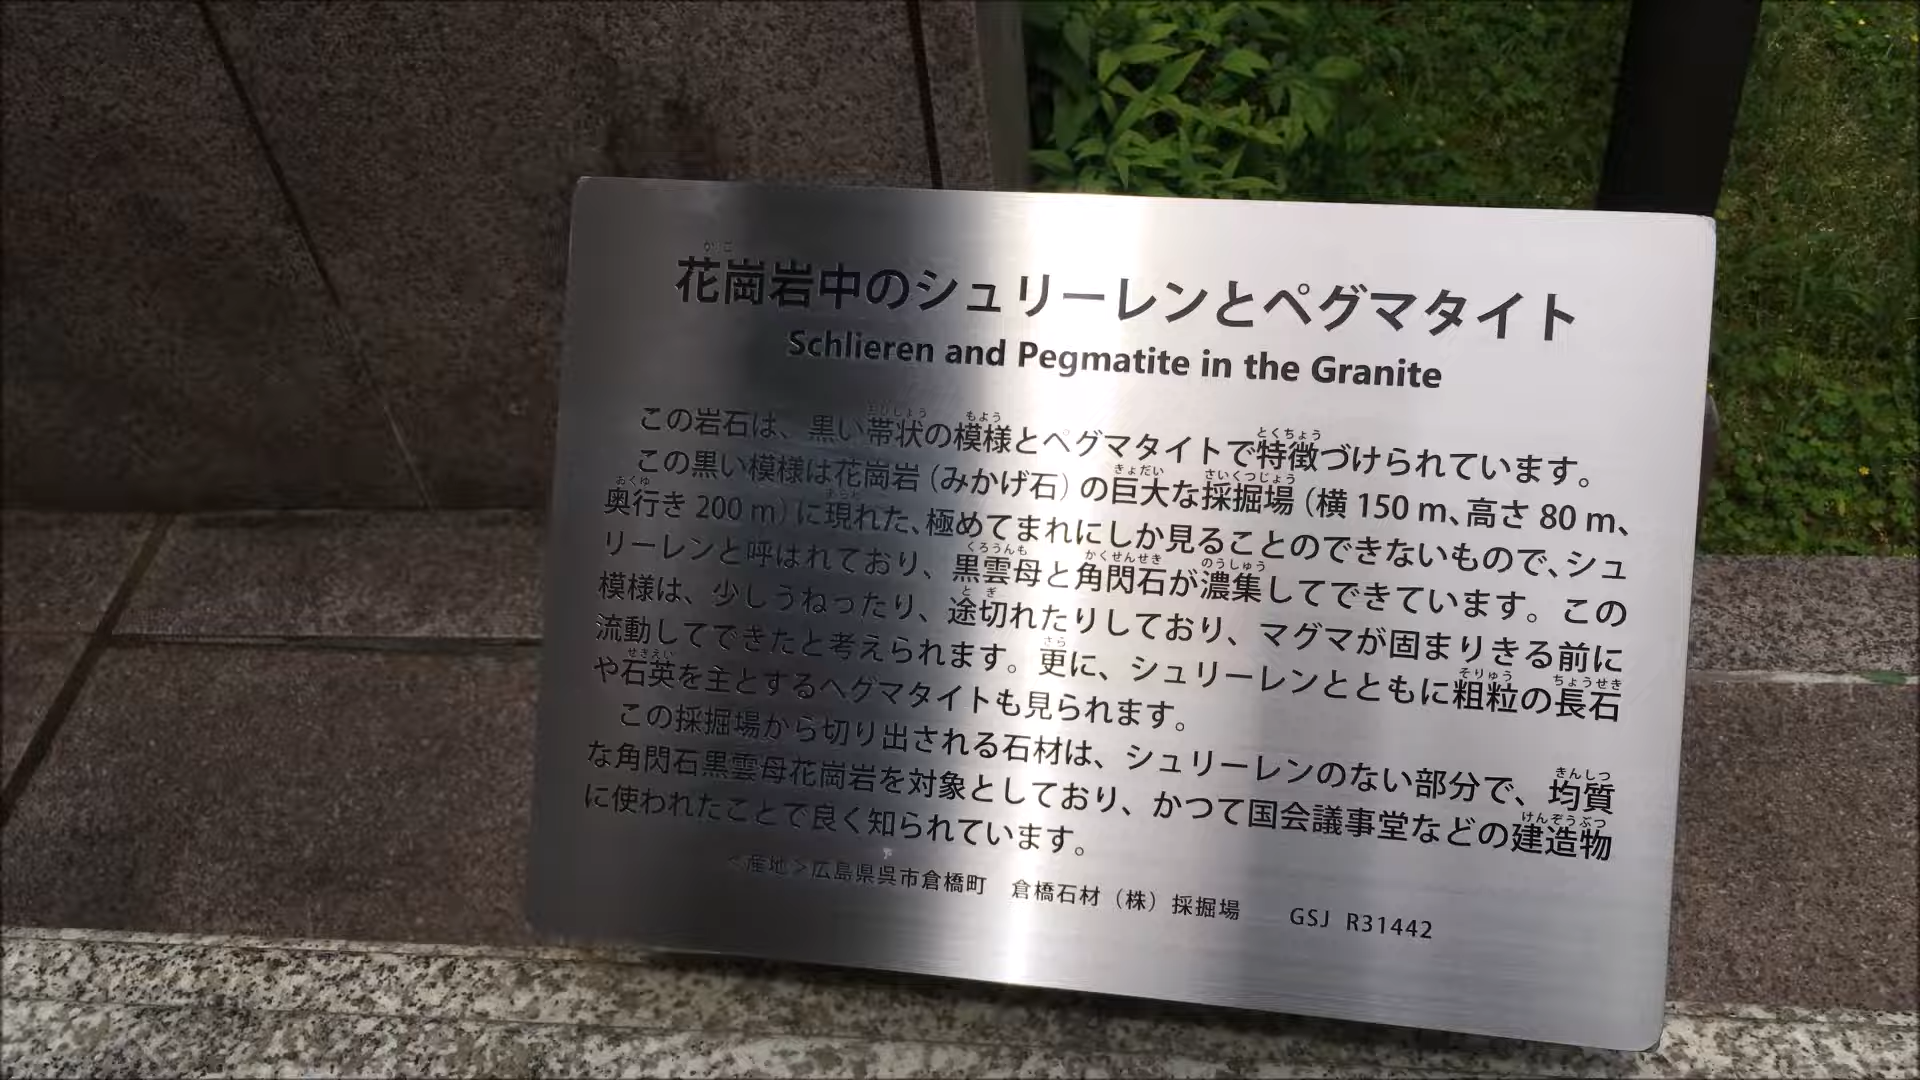 花崗岩中のシュリーレンとペグマタイト
Schlieren and Pegmatite in the Granite
この岩石は、黒い帯状の模様とペグマタイトで特徴づけられています。
この黒い模様は花崗岩（みかげ石）の巨大な採掘場（横150 m、高さ 80 m、
奥行き 200 m）に現れた、極めてまれにしか見ることのできないもので、シュ
リーレンと呼ばれており、黒雲母と角閃石が濃集してできています。この
模様は、少しうねったり、途切れたりしており、マグマが固まりきる前に
流動してできたと考えられます。更に、シュリーレンとともに粗粒の長石
や石英を主とするペグマタイトも見られます。
この採掘場から切り出される石材は、シュリーレンのない部分で、均質
な角閃石黒雲母花崗岩を対象としており、かつて国会議事堂などの建造物
に使われたことで良く知られています。
＜産地＞広島県呉市倉橋町　倉橋石材（株）採掘場　GSJ R31442